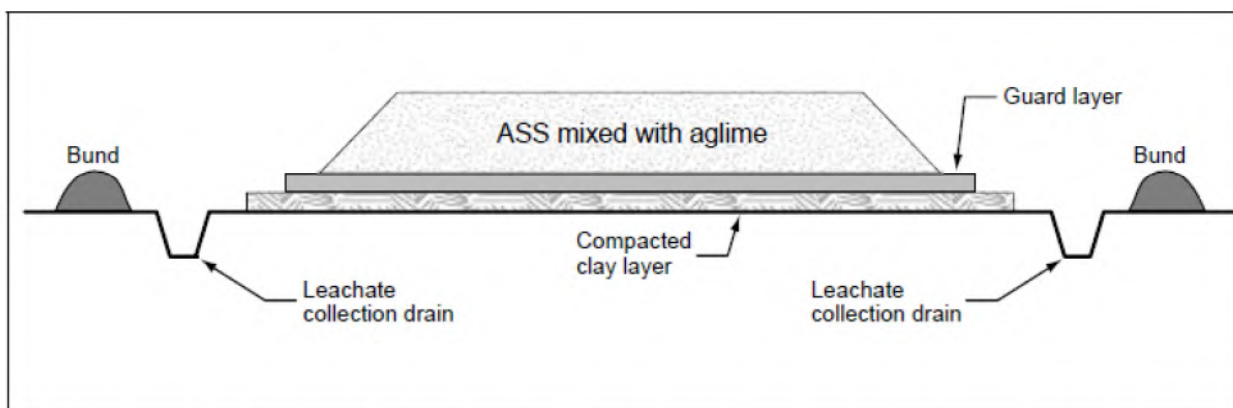 Guard layer
ASS mixed with aglime
Bund
Bund
Compacted
clay layer
Leachate
collection drain
Leachate
collection drain